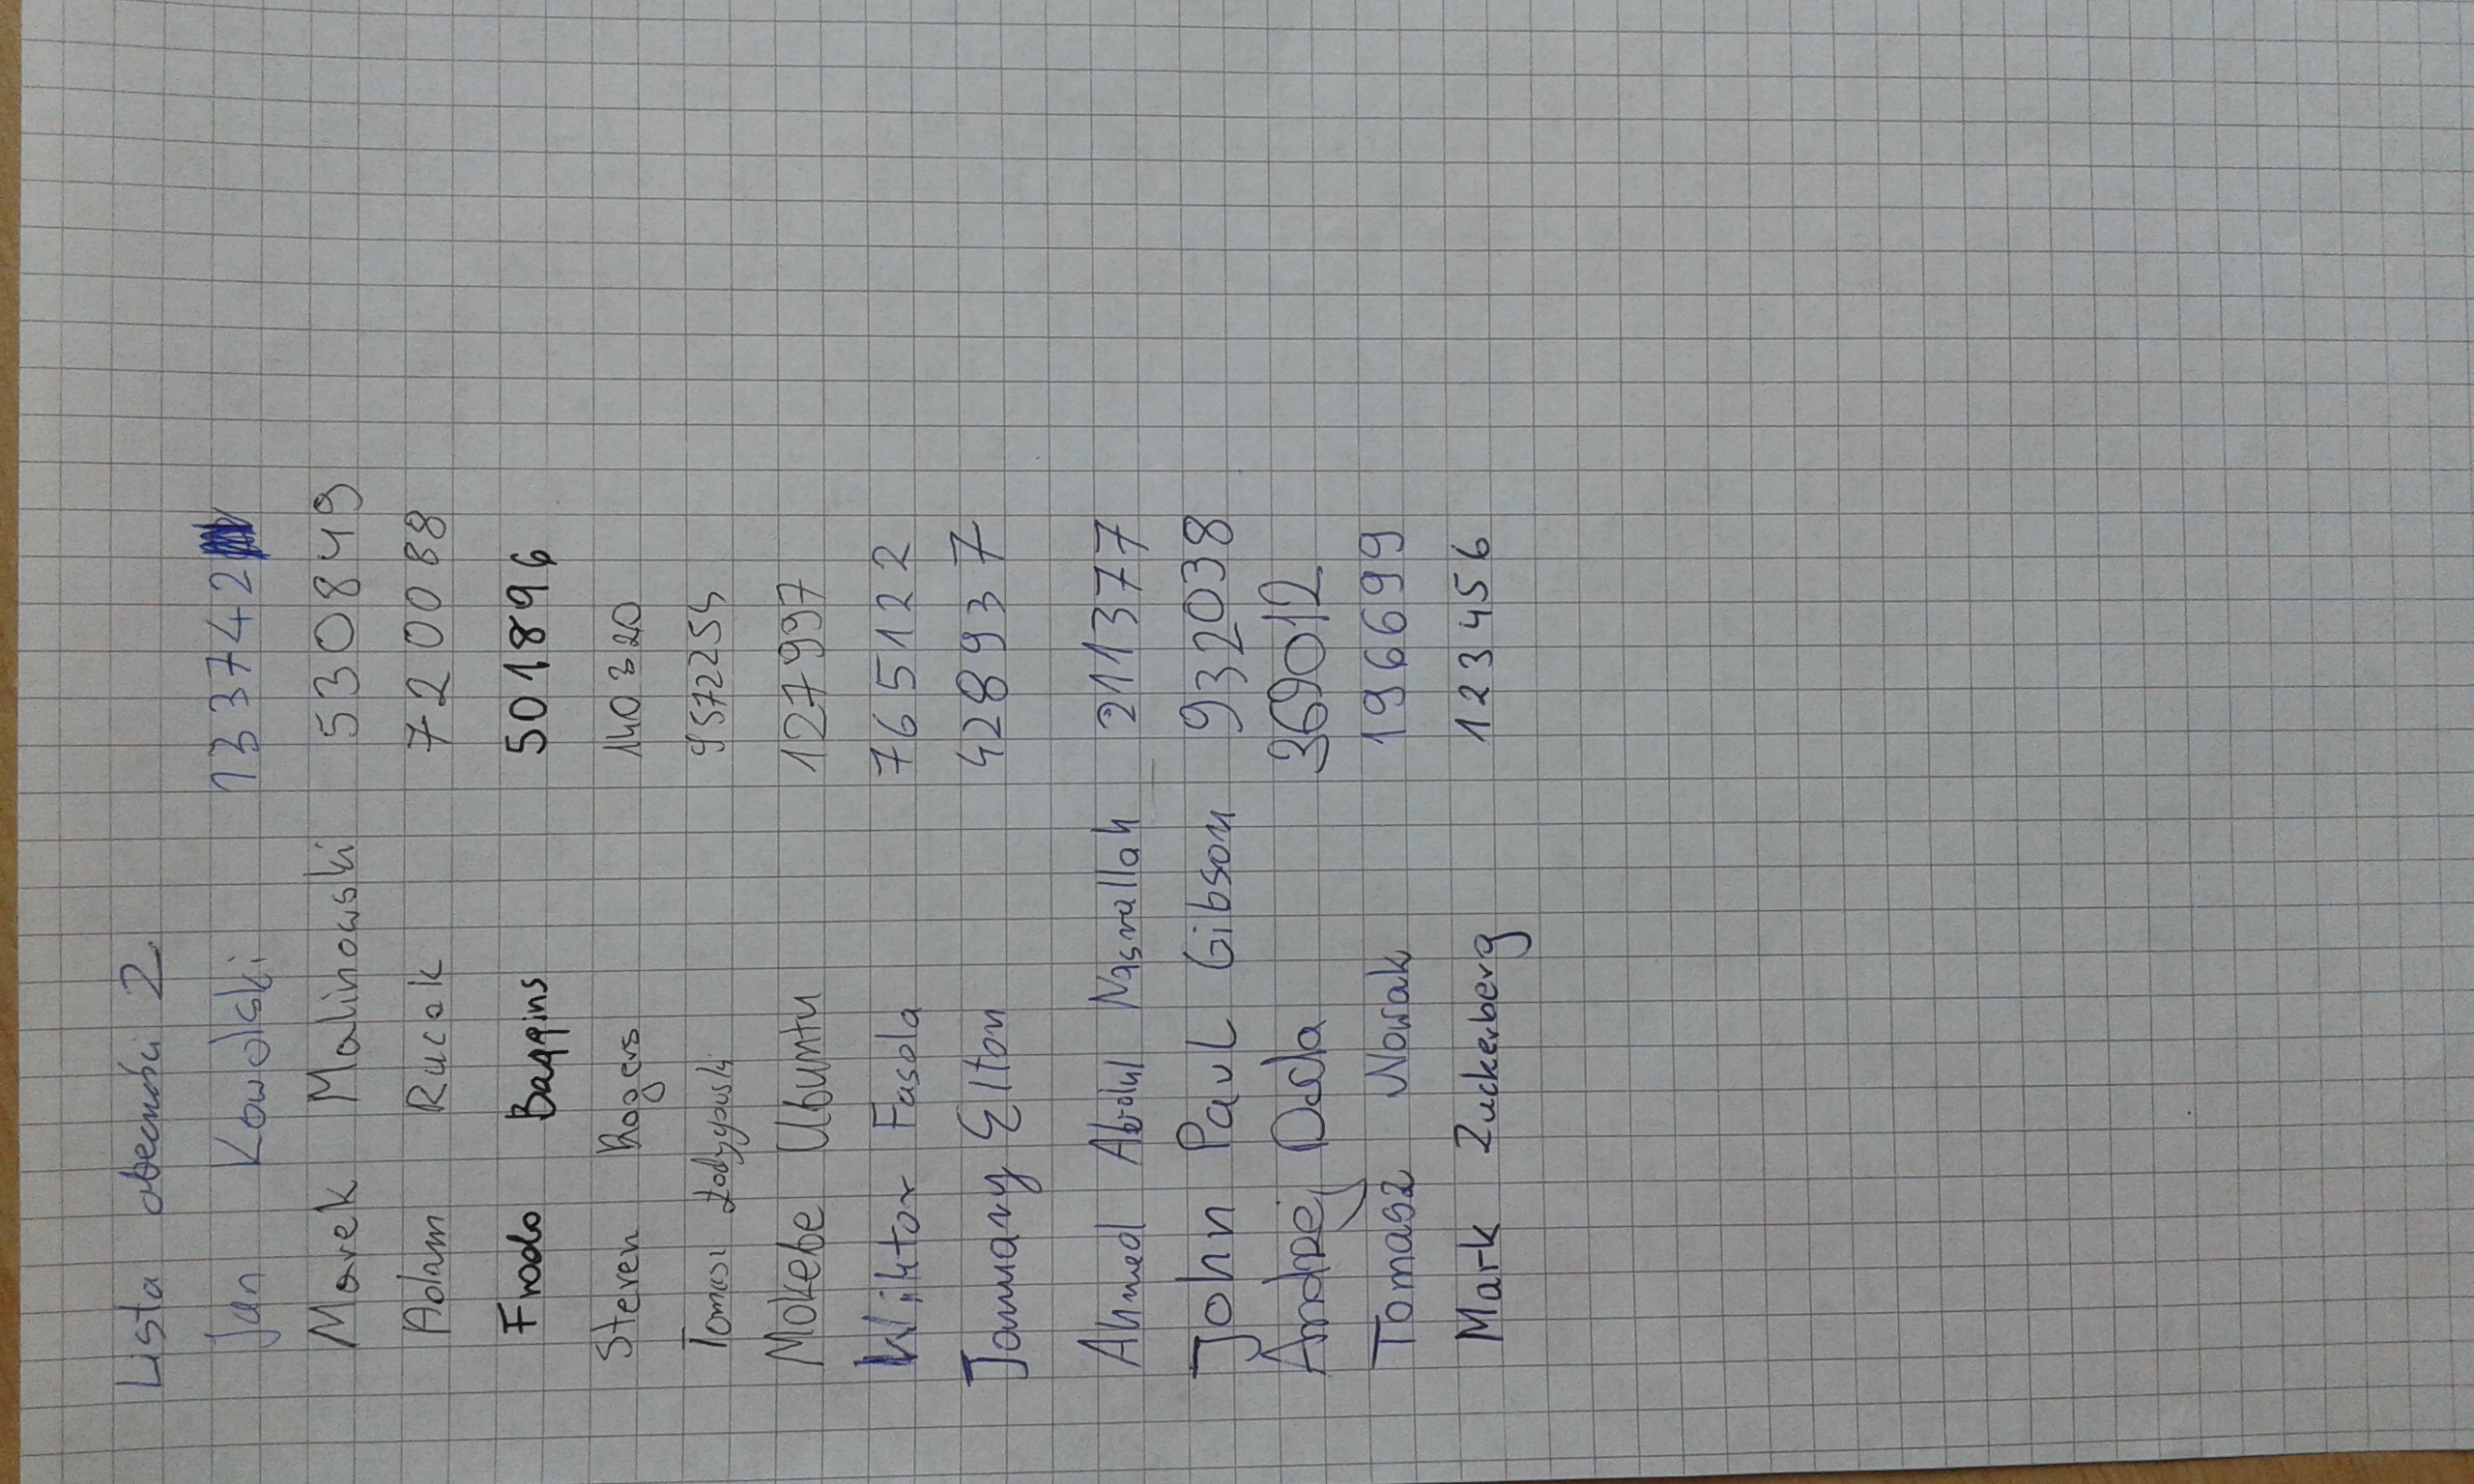 Lista obecności 2
Jan Kowalski 133742
Marek Malinowski 530849
Adam Rucak 720088
Frodo Baggins 501896
Steven Rogers 140320
Tomasz 9572255
Mokebe Ubuntu 127997
Wiktor Fasola 765122
January Elton 428937
Ahmed Abdul Nasrallah 211377
John Paul Gibson 932038
Andrzej Duda 369012
Tomasz Nowak 196699
Mark Zuckerberg 123456